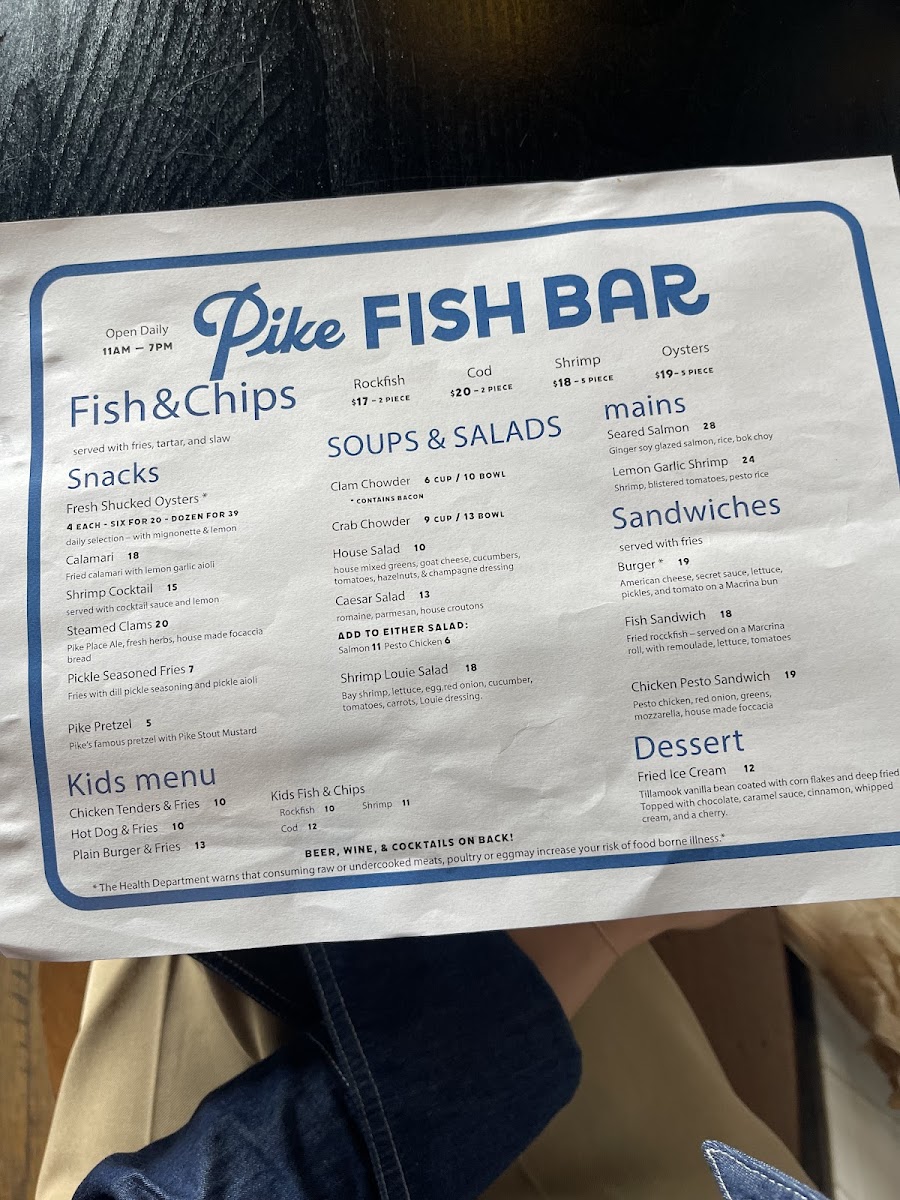 Pike FISH BAR
Open Daily
11AM — 7PM
Fish & Chips
served with fries, tartar, and slaw
Rockfish
$17 – 2 PIECE
Cod
$20 – 2 PIECE
Shrimp
$18 – 5 PIECE
Oysters
$19 – 5 PIECE
Snacks
Fresh Shucked Oysters *
4 EACH - SIX FOR 20 - DOZEN FOR 39
daily selection – with mignonette & lemon
Calamari 18
Fried calamari with lemon garlic aioli
Shrimp Cocktail 15
served with cocktail sauce and lemon
Steamed Clams 20
Pike Place Ale, fresh herbs, house made focaccia
bread
Pickle Seasoned Fries 7
Fries with dill pickle seasoning and pickle aioli
Pike Pretzel 5
Pike's famous pretzel with Pike Stout Mustard
SOUPS & SALADS
Clam Chowder 6 CUP / 10 BOWL
* CONTAINS BACON
Crab Chowder 9 CUP / 13 BOWL
House Salad 10
house mixed greens, goat cheese, cucumbers,
tomatoes, hazelnuts, & champagne dressing
Caesar Salad 13
romaine, parmesan, house croutons
ADD TO EITHER SALAD:
Salmon 11 Pesto Chicken 6
Shrimp Louie Salad 18
Bay shrimp, lettuce, egg,red onion, cucumber,
tomatoes, carrots, Louie dressing.
mains
Seared Salmon 28
Ginger soy glazed salmon, rice, bok choy
Lemon Garlic Shrimp 24
Shrimp, blistered tomatoes, pesto rice
Sandwiches
served with fries
Burger * 19
American cheese, secret sauce, lettuce,
pickles, and tomato on a Macrina bun
Fish Sandwich 18
Fried rocckfish – served on a Marcrina
roll, with remoulade, lettuce, tomatoes
Chicken Pesto Sandwich 19
Pesto chicken, red onion, greens,
mozzarella, house made foccacia
Dessert
Fried Ice Cream 12
Tillamook vanilla bean coated with corn flakes and deep fried
Topped with chocolate, caramel sauce, cinnamon, whipped
cream, and a cherry.
Kids menu
Chicken Tenders & Fries 10
Hot Dog & Fries 10
Plain Burger & Fries 13
Kids Fish & Chips
Rockfish 10 Shrimp 11
Cod 12
BEER, WINE, & COCKTAILS ON BACK!
* The Health Department warns that consuming raw or undercooked meats, poultry or eggmay increase your risk of food borne illness.*